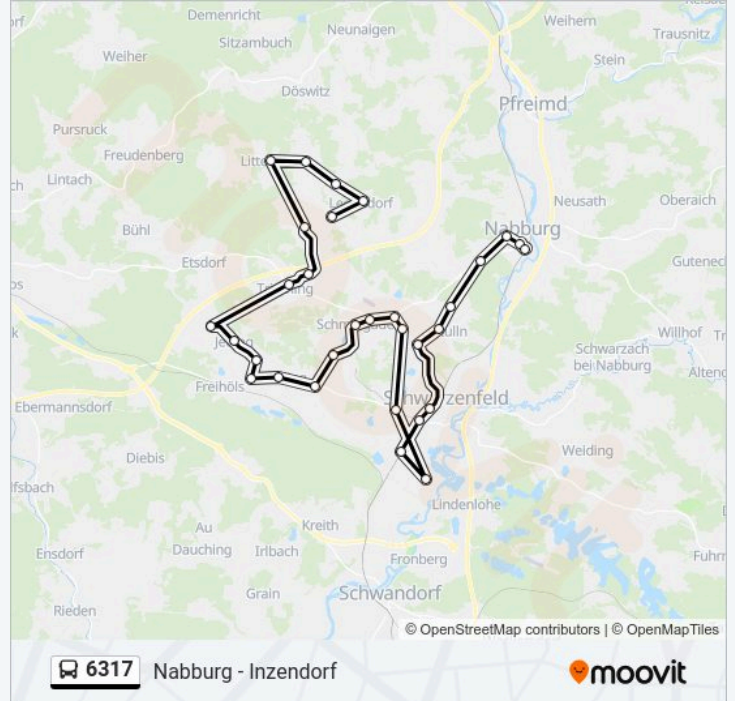 Demenricht
Weihern
Neunaigen
Trausnitz
Sitzambuch
Weiher
Stein
Döswitz
Pfreimd
Pursruck
Freudenberg
Lintach
Neusath
Oberaich
Bühl
Nabburg
Etsdorf
Willhof
Schwarzach
bei Nabburg
Freihöls
Schwarzenfeld
Ebermannsdorf
Diebis
Weiding
Lindenlohe
Kreith
Au
Dauching
Irlbach
Ensdorf
Fronberg
Grain
Schwandorf
Rieden
© OpenStreetMap contributors | © OpenMapTiles
6317 Nabburg - Inzendorf
moovit